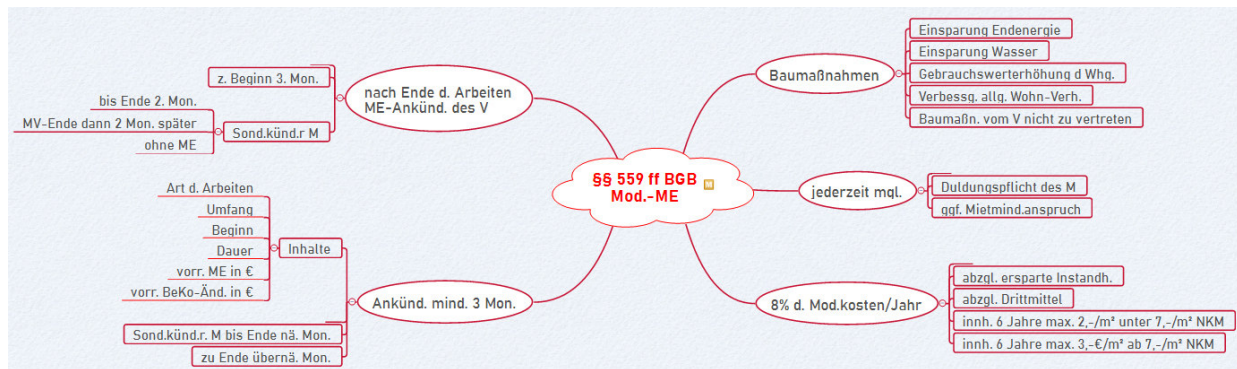 §§ 559 ff BGB
Mod.-ME
Baumaßnahmen
Einsparung Endenergie
Einsparung Wasser
Gebrauchswerterhöhung d Whg.
Verbessg. allg. Wohn-Verh.
Baumaßn. vom V nicht zu vertreten
jederzeit mgl.
Duldungspflicht des M
ggf. Mietmind.anspruch
8% d. Mod.kosten/Jahr
abzgl. ersparte Instandh.
abzgl. Drittmittel
innh. 6 Jahre max. 2,-/m² unter 7,-/m² NKM
innh. 6 Jahre max. 3,-€/m² ab 7,-/m² NKM
nach Ende d. Arbeiten
ME-Ankünd. des V
z. Beginn 3. Mon.
Sond.künd.r M
bis Ende 2. Mon.
MV-Ende dann 2 Mon. später
ohne ME
Ankünd. mind. 3 Mon.
Inhalte
Art d. Arbeiten
Umfang
Beginn
Dauer
vorr. ME in €
vorr. BeKo-Änd. in €
Sond.künd.r. M bis Ende nä. Mon.
zu Ende übernä. Mon.